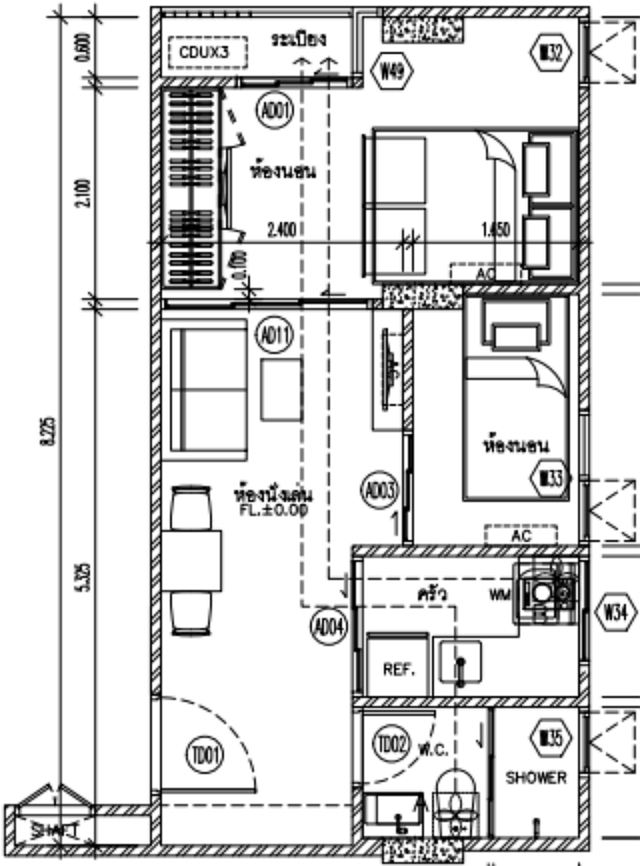 0.600
CDUX3
ระเบียง
W49
W32
AD01
2.100
ห้องนอน
2.400
1.650
0.100
AC
AD11
AC
8.225
ห้องนั่งเล่น
FL.±0.00
AD03
ห้องนอน
W33
AC
5.325
ครัว
WM
W34
AD04
REF.
TD01
TD02
W.C.
W35
SHOWER
SHAFT